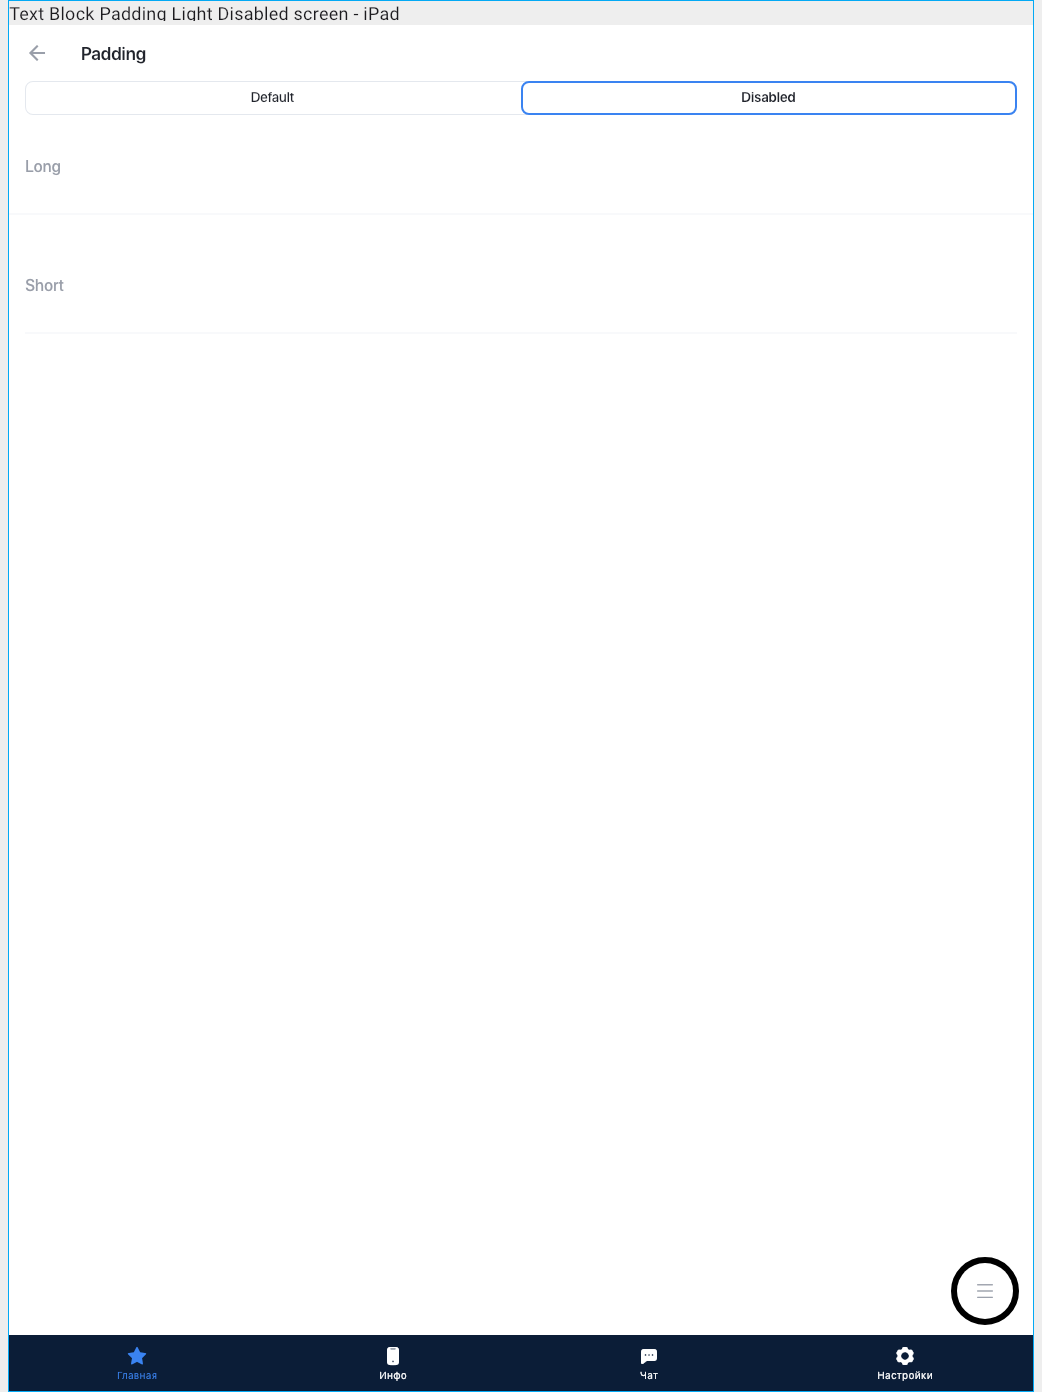 Text Block Padding Light Disabled screen - iPad
Padding
Default
Disabled
Long
Short
Главная
Инфо
Чат
Настройки